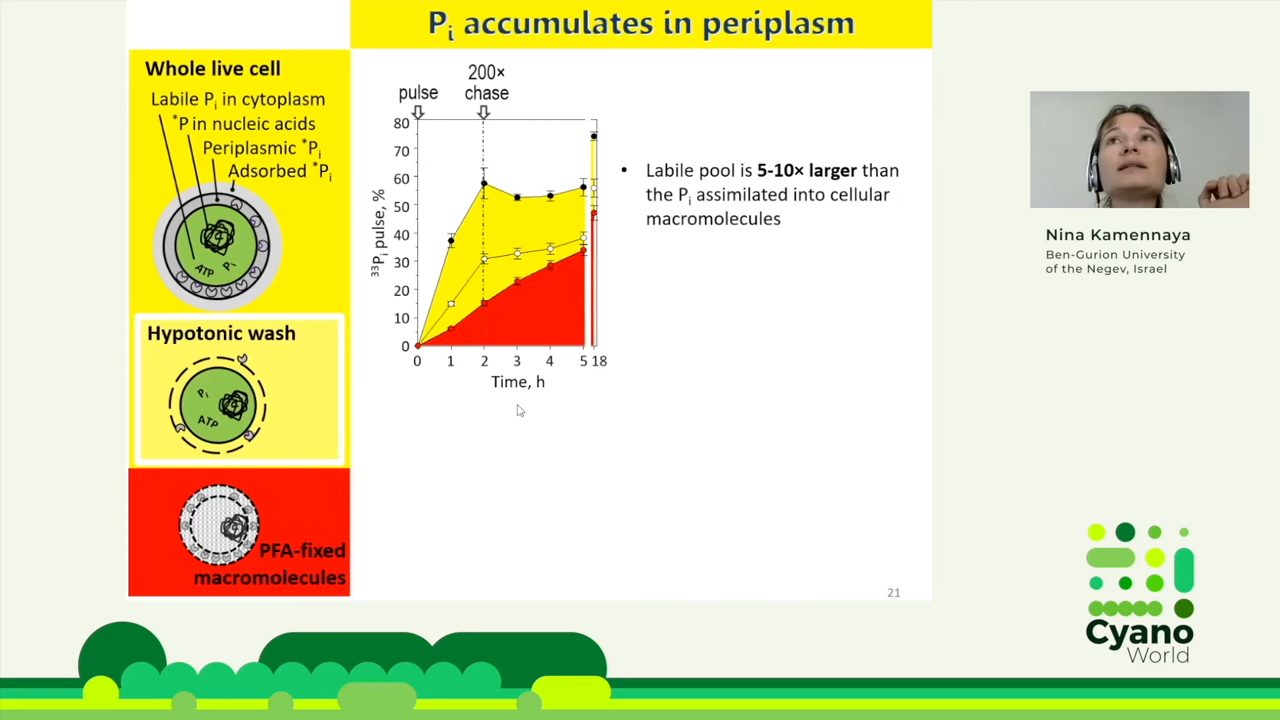 Pᵢ accumulates in periplasm
Whole live cell
Labile Pᵢ in cytoplasm
*P in nucleic acids
Periplasmic *Pᵢ
Adsorbed *Pᵢ
ATP Pᵢ
Hypotonic wash
Pᵢ
ATP
PFA-fixed
macromolecules
pulse
200×
chase
³³Pᵢ pulse, %
80
70
60
50
40
30
20
10
0
0 1 2 3 4 5 18
Time, h
• Labile pool is 5-10× larger than
the Pᵢ assimilated into cellular
macromolecules
21
Nina Kamennaya
Ben-Gurion University
of the Negev, Israel
Cyano
World